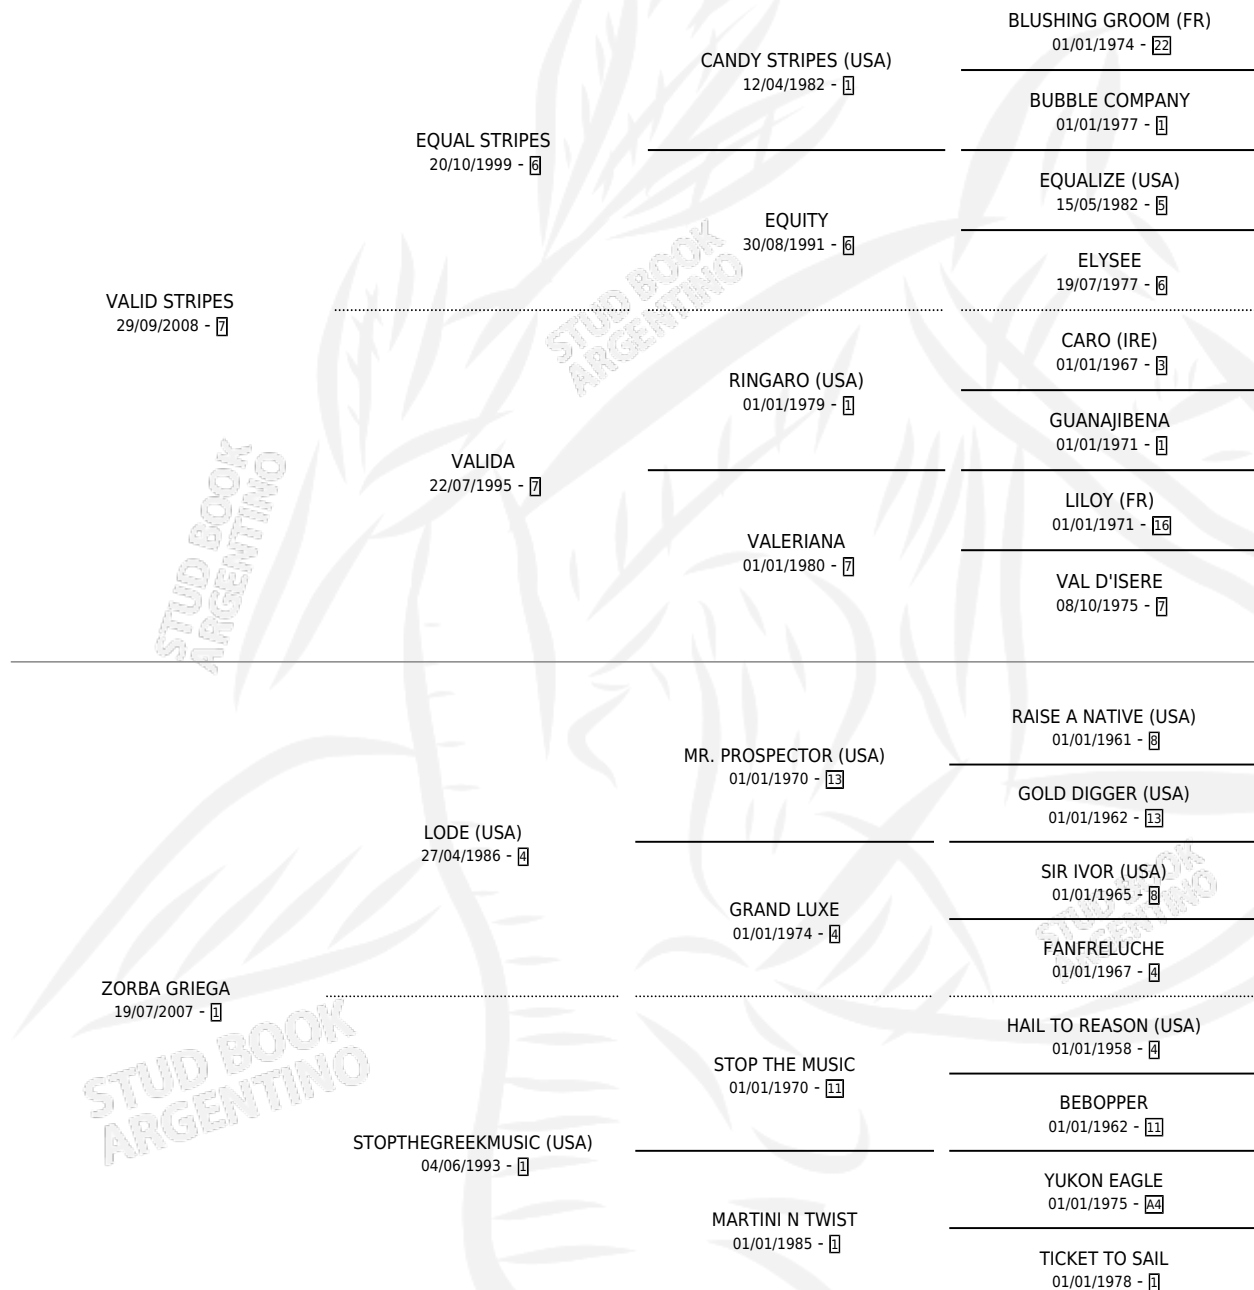 BLUSHING GROOM (FR)
01/01/1974 - 22
CANDY STRIPES (USA)
12/04/1982 - 1
BUBBLE COMPANY
01/01/1977 - 1
EQUAL STRIPES
20/10/1999 - 6
EQUALIZE (USA)
15/05/1982 - 5
EQUITY
30/08/1991 - 6
ELYSEE
19/07/1977 - 6
VALID STRIPES
29/09/2008 - 7
CARO (IRE)
01/01/1967 - 3
RINGARO (USA)
01/01/1979 - 1
GUANAJIBENA
01/01/1971 - 1
VALIDA
22/07/1995 - 7
LILOY (FR)
01/01/1971 - 16
VALERIANA
01/01/1980 - 7
VAL D'ISERE
08/10/1975 - 7
STUD BOOK
ARGENTINO
STUD BOOK
ARGENTINO
RAISE A NATIVE (USA)
01/01/1961 - 8
MR. PROSPECTOR (USA)
01/01/1970 - 13
GOLD DIGGER (USA)
01/01/1962 - 13
LODE (USA)
27/04/1986 - 4
SIR IVOR (USA)
01/01/1965 - 8
GRAND LUXE
01/01/1974 - 4
FANFRELUCHE
01/01/1967 - 4
ZORBA GRIEGA
19/07/2007 - 1
HAIL TO REASON (USA)
01/01/1958 - 4
STOP THE MUSIC
01/01/1970 - 11
BEBOPPER
01/01/1962 - 11
STOPTHEGREEKMUSIC (USA)
04/06/1993 - 1
YUKON EAGLE
01/01/1975 - A4
MARTINI N TWIST
01/01/1985 - 1
TICKET TO SAIL
01/01/1978 - 1
STUD BOOK
ARGENTINO
STUD BOOK
ARGENTINO